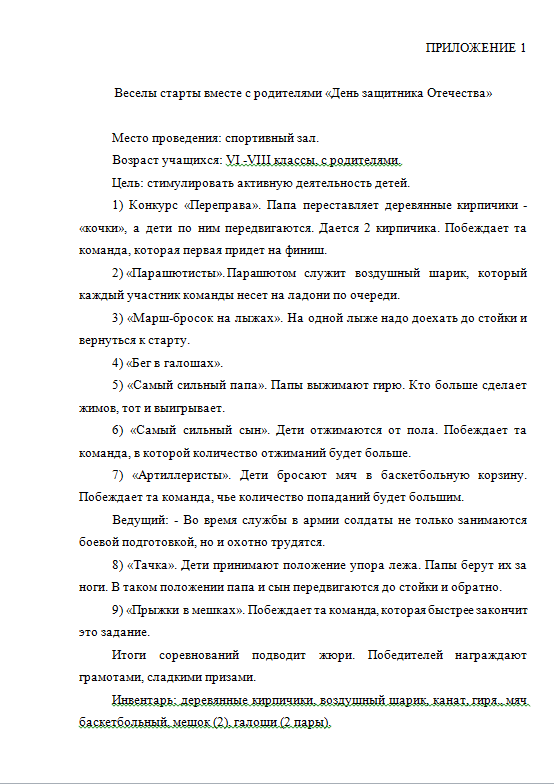 ПРИЛОЖЕНИЕ 1
Веселы старты вместе с родителями «День защитника Отечества»
Место проведения: спортивный зал.
Возраст учащихся: VI -VIII классы, с родителями.
Цель: стимулировать активную деятельность детей.
1) Конкурс «Переправа». Папа переставляет деревянные кирпичики -
«кочки», а дети по ним передвигаются. Дается 2 кирпичика. Побеждает та
команда, которая первая придет на финиш.
2) «Парашютисты». Парашютом служит воздушный шарик, который
каждый участник команды несет на ладони по очереди.
3) «Марш-бросок на лыжах». На одной лыже надо доехать до стойки и
вернуться к старту.
4) «Бег в галошах».
5) «Самый сильный папа». Папы выжимают гирю. Кто больше сделает
жимов, тот и выигрывает.
6) «Самый сильный сын». Дети отжимаются от пола. Побеждает та
команда, в которой количество отжиманий будет больше.
7) «Артиллеристы». Дети бросают мяч в баскетбольную корзину.
Побеждает та команда, чье количество попаданий будет большим.
Ведущий: - Во время службы в армии солдаты не только занимаются
боевой подготовкой, но и охотно трудятся.
8) «Тачка». Дети принимают положение упора лежа. Папы берут их за
ноги. В таком положении папа и сын передвигаются до стойки и обратно.
9) «Прыжки в мешках». Побеждает та команда, которая быстрее закончит
это задание.
Итоги соревнований подводит жюри. Победителей награждают
грамотами, сладкими призами.
Инвентарь: деревянные кирпичики, воздушный шарик, канат, гиря,, мяч
баскетбольный, мешок (2), галоши (2 пары).